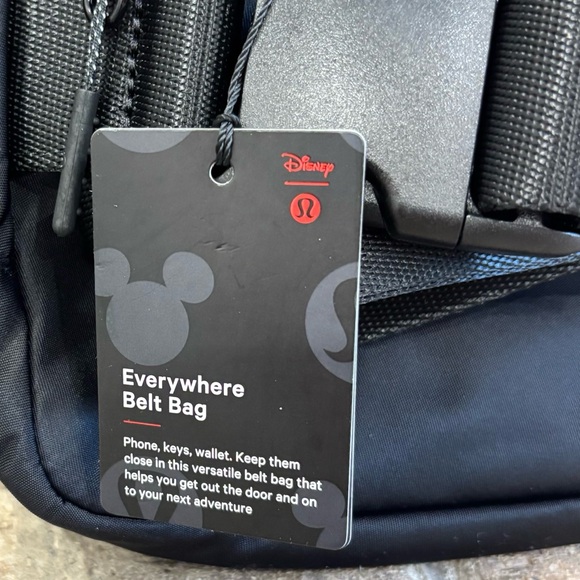 Disney
Everywhere
Belt Bag
Phone, keys, wallet. Keep them
close in this versatile belt bag that
helps you get out the door and on
to your next adventure